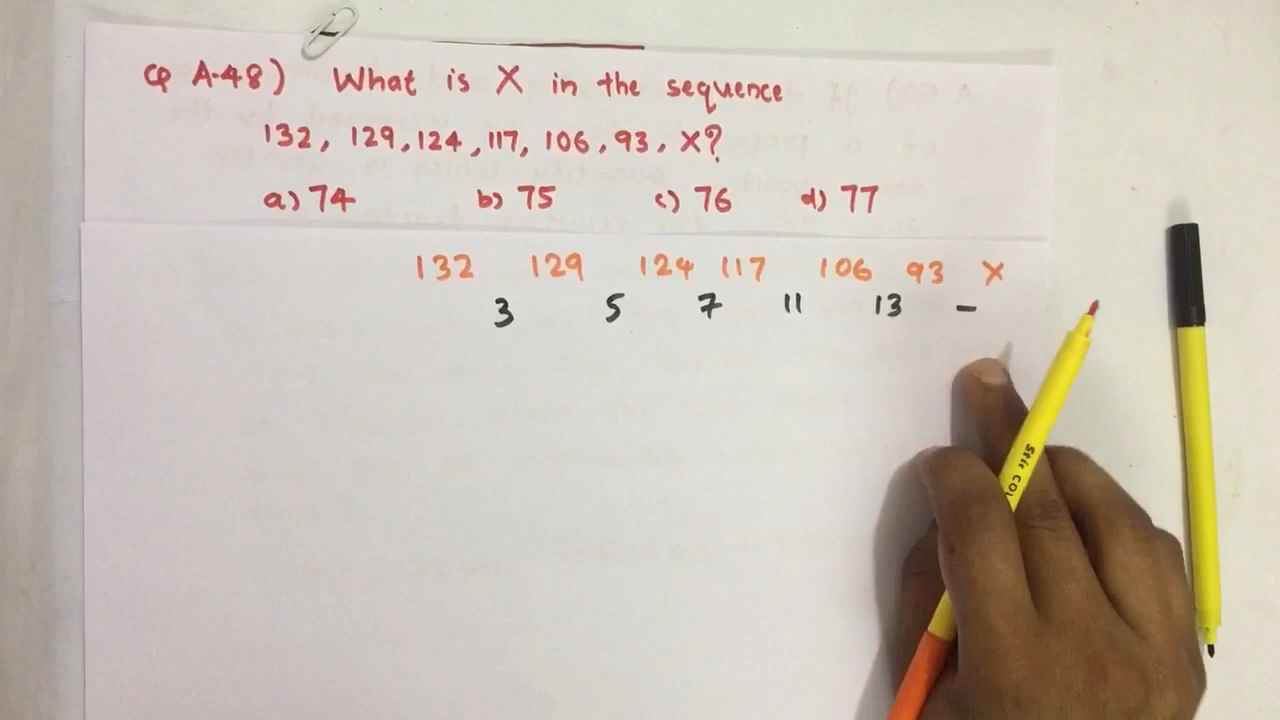 Q A-48) What is X in the sequence
132, 129, 124, 117, 106, 93, X?
a) 74 b) 75 c) 76 d) 77
132 129 124 117 106 93 X
3 5 7 11 13 –